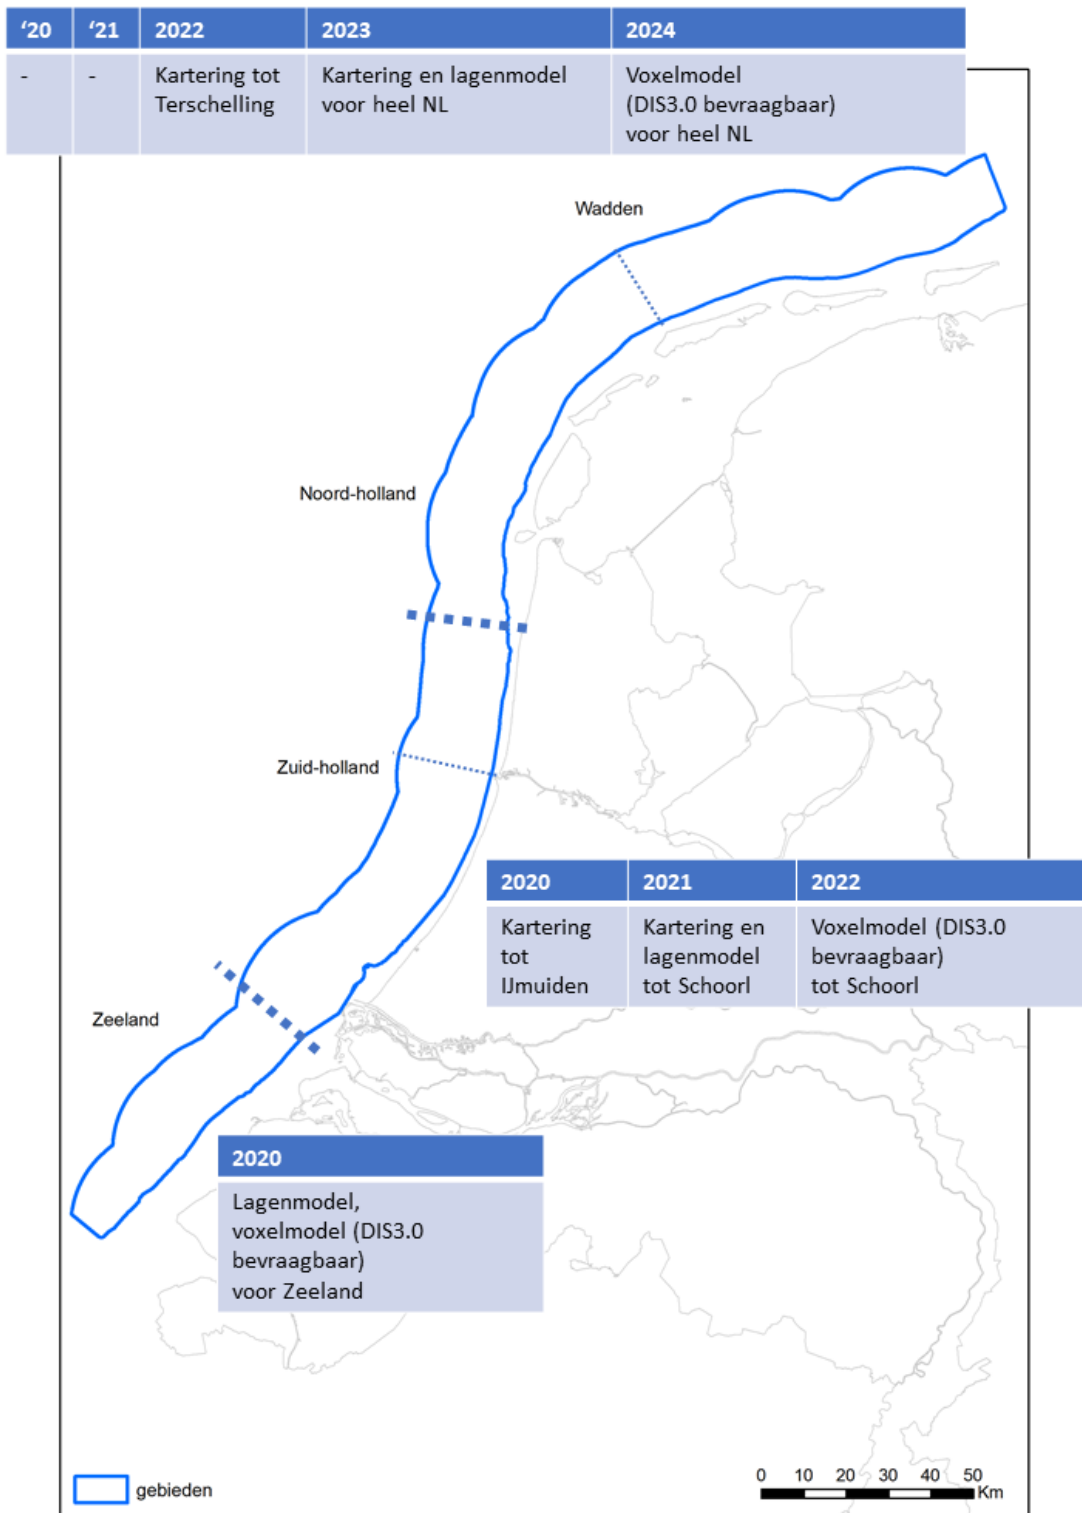 ‘20 ‘21 2022 2023 2024
- - Kartering tot Kartering en lagenmodel Voxelmodel
Terschelling voor heel NL (DIS3.0 bevraagbaar)
voor heel NL
Wadden
Noord-holland
Zuid-holland
2020 2021 2022
Kartering Kartering en Voxelmodel (DIS3.0
tot lagenmodel bevraagbaar)
IJmuiden tot Schoorl tot Schoorl
Zeeland
2020
Lagenmodel,
voxelmodel (DIS3.0
bevraagbaar)
voor Zeeland
gebieden
0 10 20 30 40 50
Km